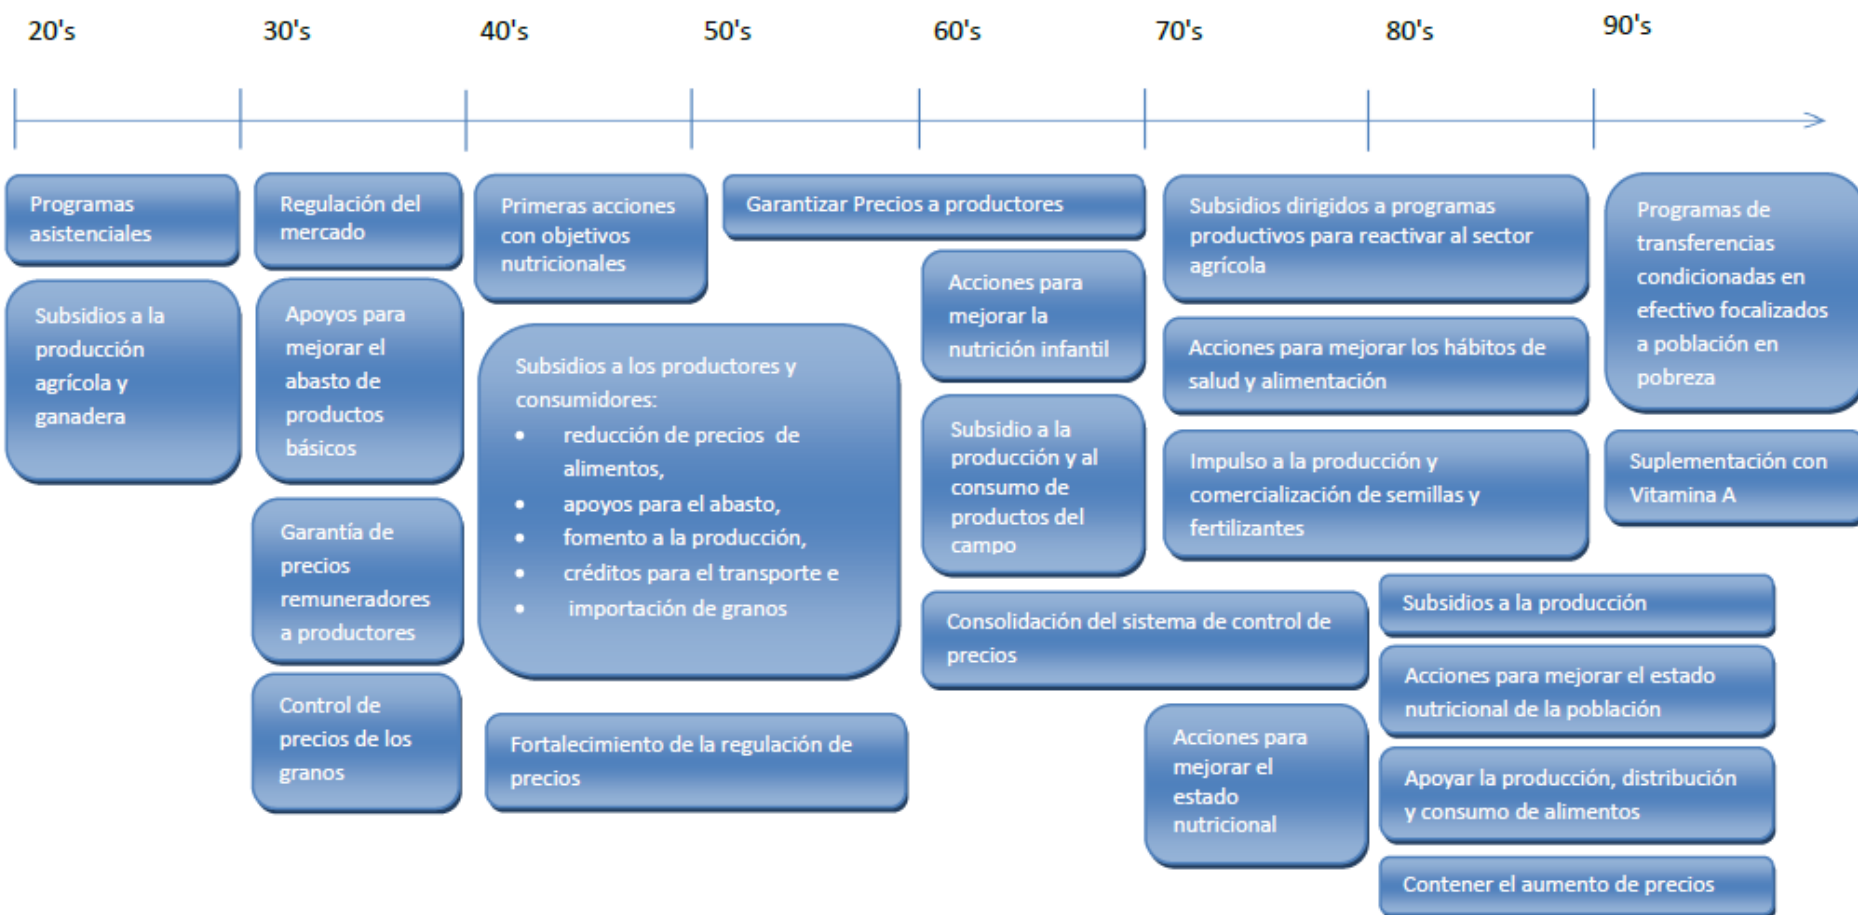 20's
30's
40's
50's
60's
70's
80's
90's
Programas
asistenciales
Subsidios a la
producción
agrícola y
ganadera
Regulación del
mercado
Apoyos para
mejorar el
abasto de
productos
básicos
Garantía de
precios
remuneradores
a productores
Control de
precios de los
granos
Primeras acciones
con objetivos
nutricionales
Subsidios a los productores y
consumidores:
• reducción de precios de
alimentos,
• apoyos para el abasto,
• fomento a la producción,
• créditos para el transporte e
• importación de granos
Fortalecimiento de la regulación de
precios
Garantizar Precios a productores
Acciones para
mejorar la
nutrición infantil
Subsidio a la
producción y al
consumo de
productos del
campo
Consolidación del sistema de control de
precios
Subsidios dirigidos a programas
productivos para reactivar al sector
agrícola
Acciones para mejorar los hábitos de
salud y alimentación
Impulso a la producción y
comercialización de semillas y
fertilizantes
Acciones para
mejorar el
estado
nutricional
Subsidios a la producción
Acciones para mejorar el estado
nutricional de la población
Apoyar la producción, distribución
y consumo de alimentos
Contener el aumento de precios
Programas de
transferencias
condicionadas en
efectivo focalizados
a población en
pobreza
Suplementación con
Vitamina A